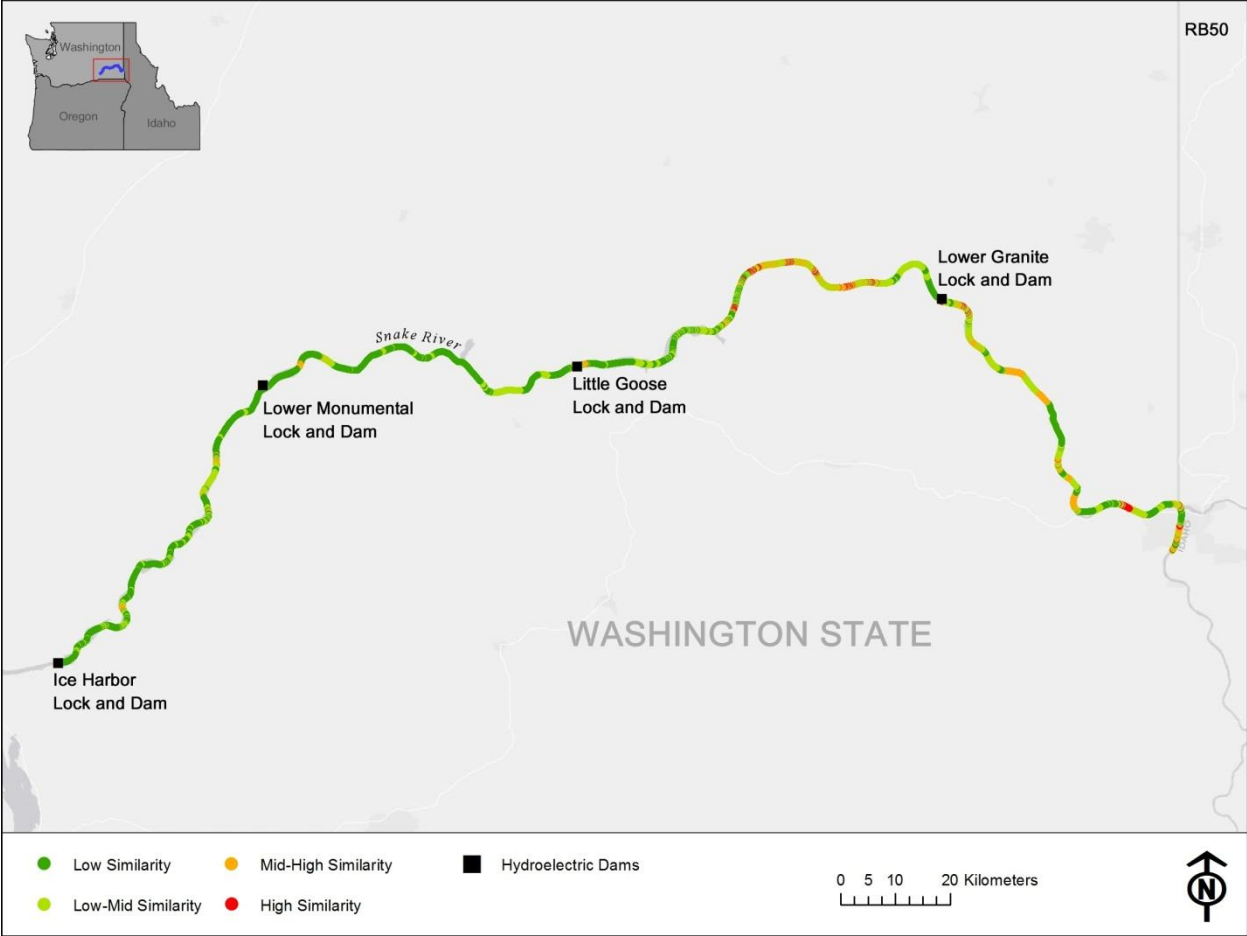 RB50
Washington
Oregon
Idaho
Lower Granite
Lock and Dam
Snake River
Little Goose
Lock and Dam
Lower Monumental
Lock and Dam
IDAHO
WASHINGTON STATE
Ice Harbor
Lock and Dam
Low Similarity
Mid-High Similarity
Hydroelectric Dams
Low-Mid Similarity
High Similarity
0 5 10 20 Kilometers
N